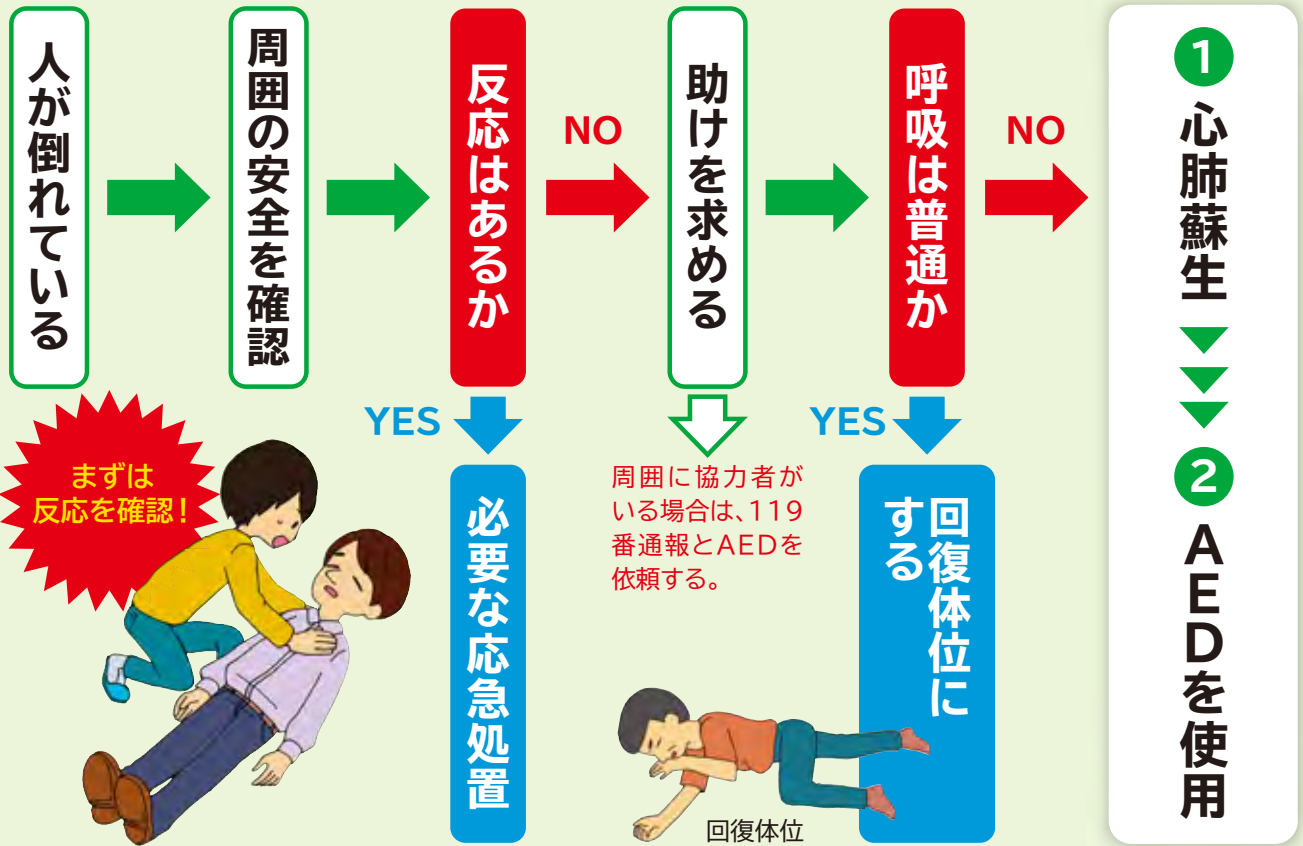 人が倒れている
周囲の安全を確認
反応はあるか
NO
助けを求める
呼吸は普通か
NO
1
心肺蘇生
2
AEDを使用
まずは
反応を確認！
YES
必要な応急処置
周囲に協力者が
いる場合は、119
番通報とAEDを
依頼する。
YES
回復体位に
する
回復体位